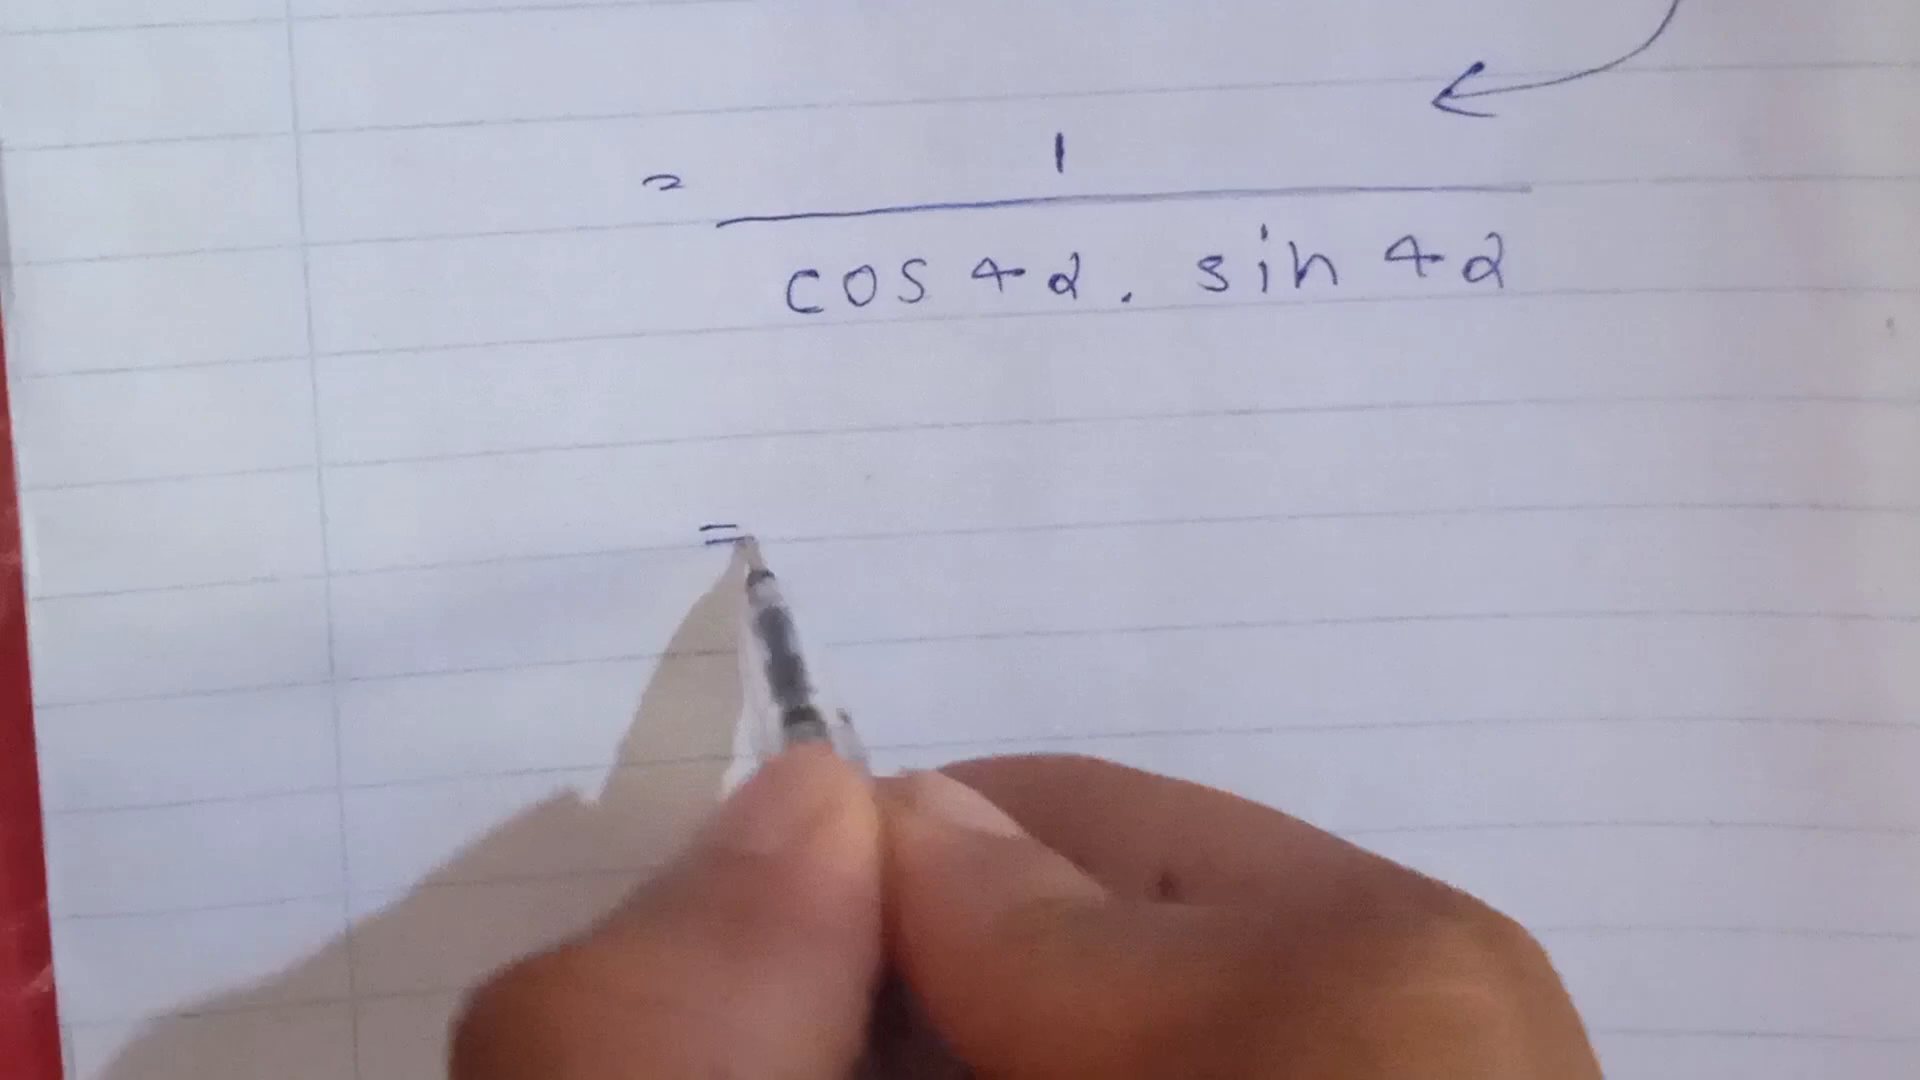 = 1
cos 4α . sin 4α
=